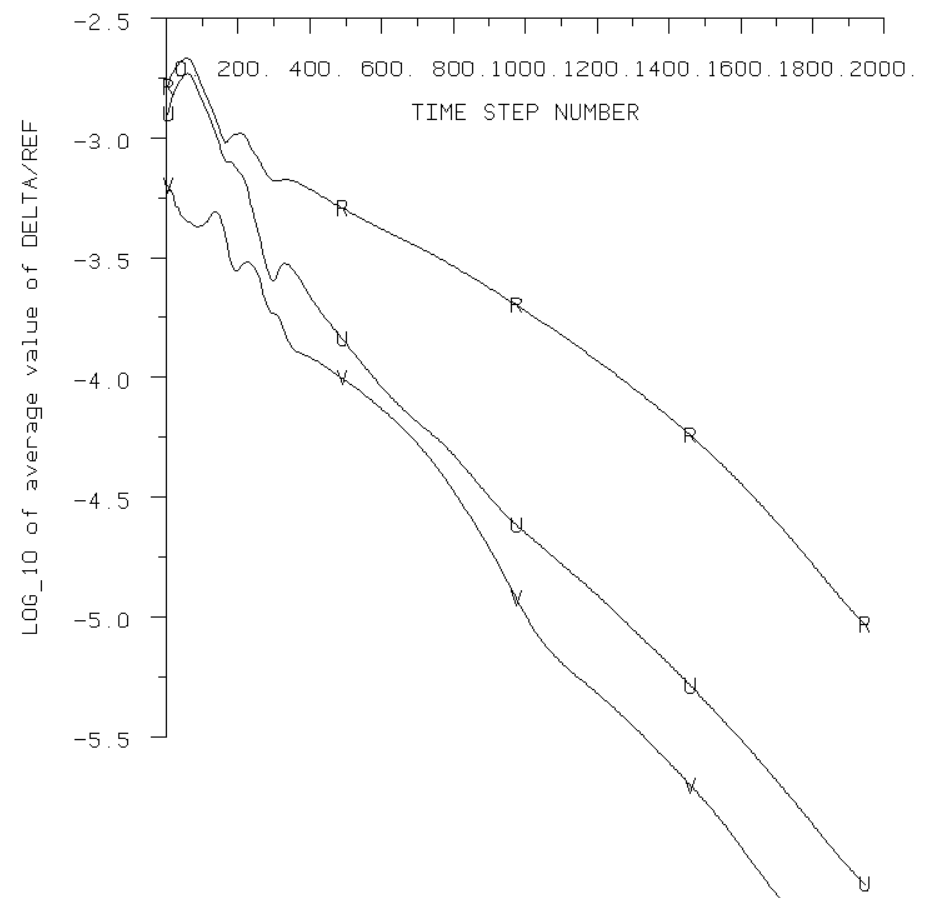 -2.5
0. 200. 400. 600. 800. 1000. 1200. 1400. 1600. 1800. 2000.
TIME STEP NUMBER
R
U
-3.0
V
R
-3.5
R
U
-4.0
V
R
-4.5
U
V
-5.0
R
U
-5.5
V
U
LOG_10 of average value of DELTA/REF